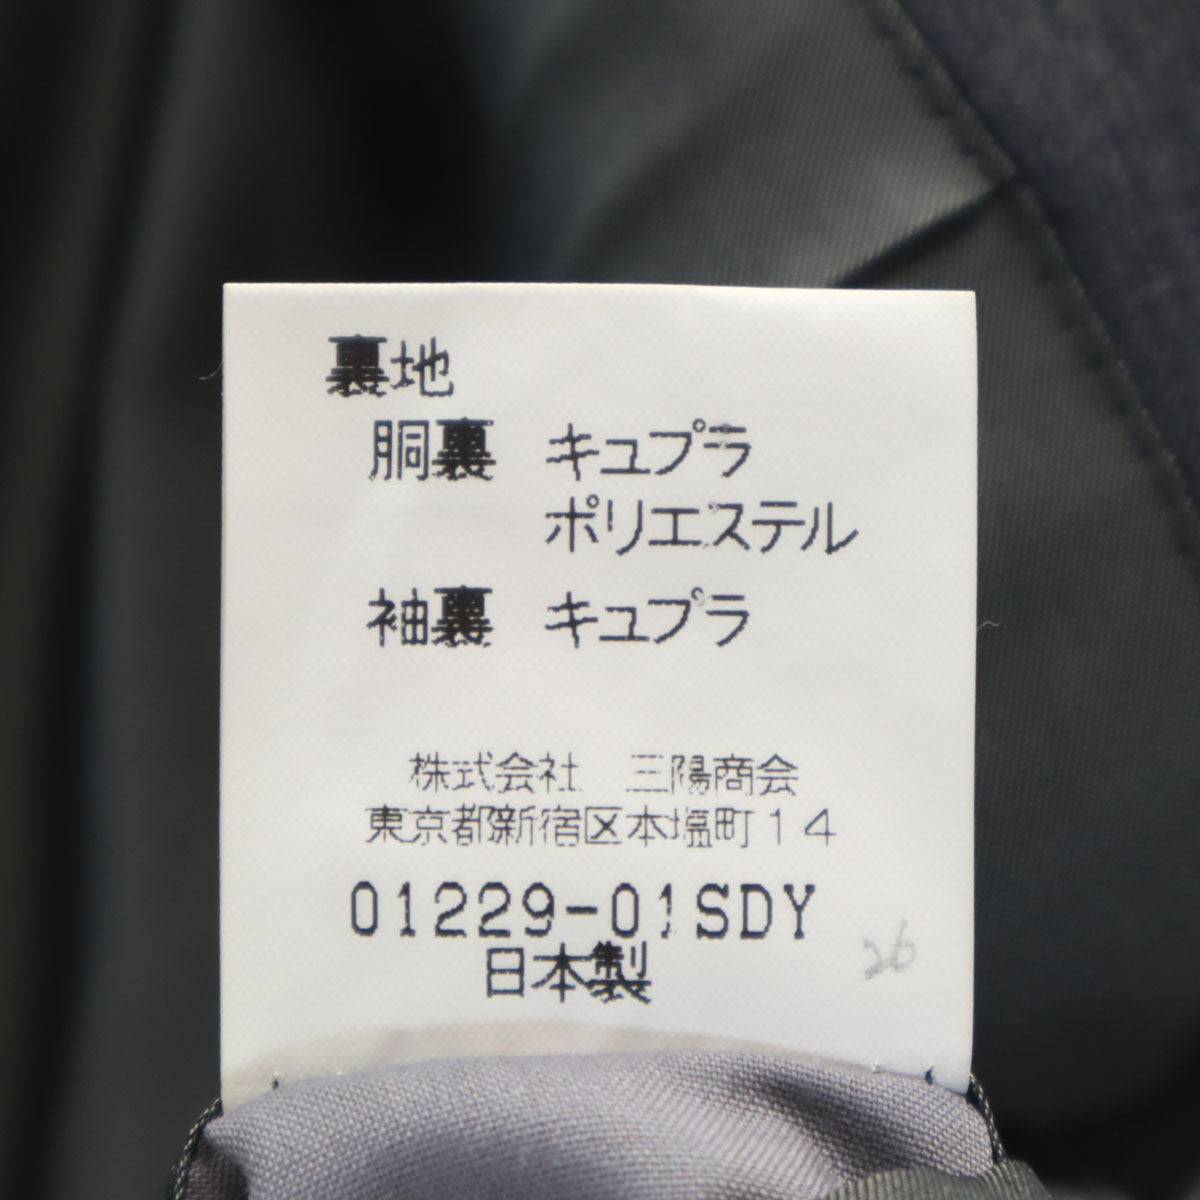 裏地
胴裏 キュプラ
ポリエステル
袖裏 キュプラ
株式会社 三陽商会
東京都新宿区本塩町14
01229-01SDY
日本製
26